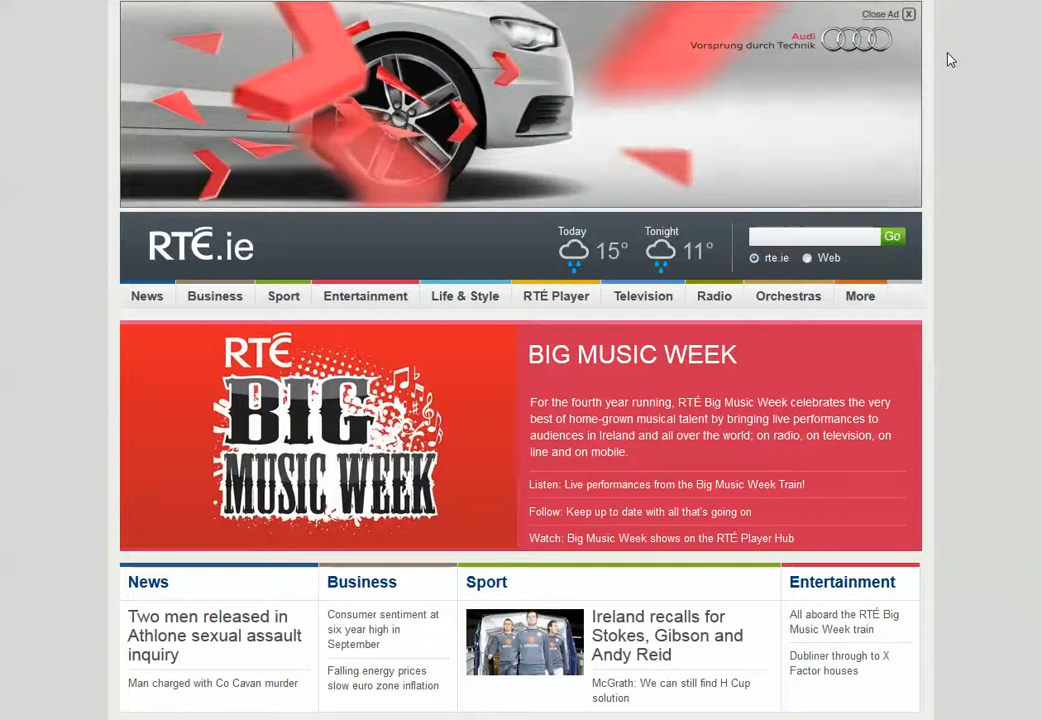 Close Ad X
Audi
Vorsprung durch Technik
RTÉ.ie
Today
15°
Tonight
11°
Go
rte.ie
Web
News
Business
Sport
Entertainment
Life & Style
RTÉ Player
Television
Radio
Orchestras
More
RTÉ
BIG
MUSIC WEEK
BIG MUSIC WEEK
For the fourth year running, RTÉ Big Music Week celebrates the very
best of home-grown musical talent by bringing live performances to
audiences in Ireland and all over the world; on radio, on television, on
line and on mobile.
Listen: Live performances from the Big Music Week Train!
Follow: Keep up to date with all that's going on
Watch: Big Music Week shows on the RTÉ Player Hub
News
Two men released in
Athlone sexual assault
inquiry
Man charged with Co Cavan murder
Business
Consumer sentiment at
six year high in
September
Falling energy prices
slow euro zone inflation
Sport
Ireland recalls for
Stokes, Gibson and
Andy Reid
McGrath: We can still find H Cup
solution
Entertainment
All aboard the RTÉ Big
Music Week train
Dubliner through to X
Factor houses